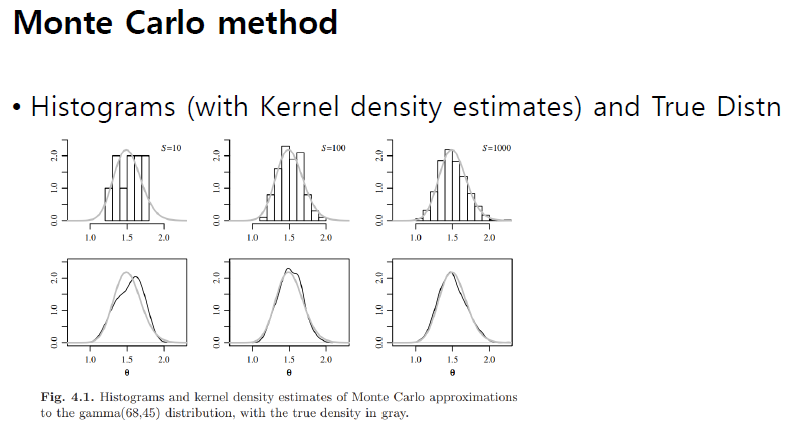 Monte Carlo method
• Histograms (with Kernel density estimates) and True Distn
S=10
S=100
S=1000
0.0 1.0 2.0
0.0 1.0 2.0
0.0 1.0 2.0
1.0 1.5 2.0
1.0 1.5 2.0
1.0 1.5 2.0
0.0 1.0 2.0
0.0 1.0 2.0
0.0 1.0 2.0
1.0 1.5 2.0
1.0 1.5 2.0
1.0 1.5 2.0
θ
θ
θ
Fig. 4.1. Histograms and kernel density estimates of Monte Carlo approximations
to the gamma(68,45) distribution, with the true density in gray.